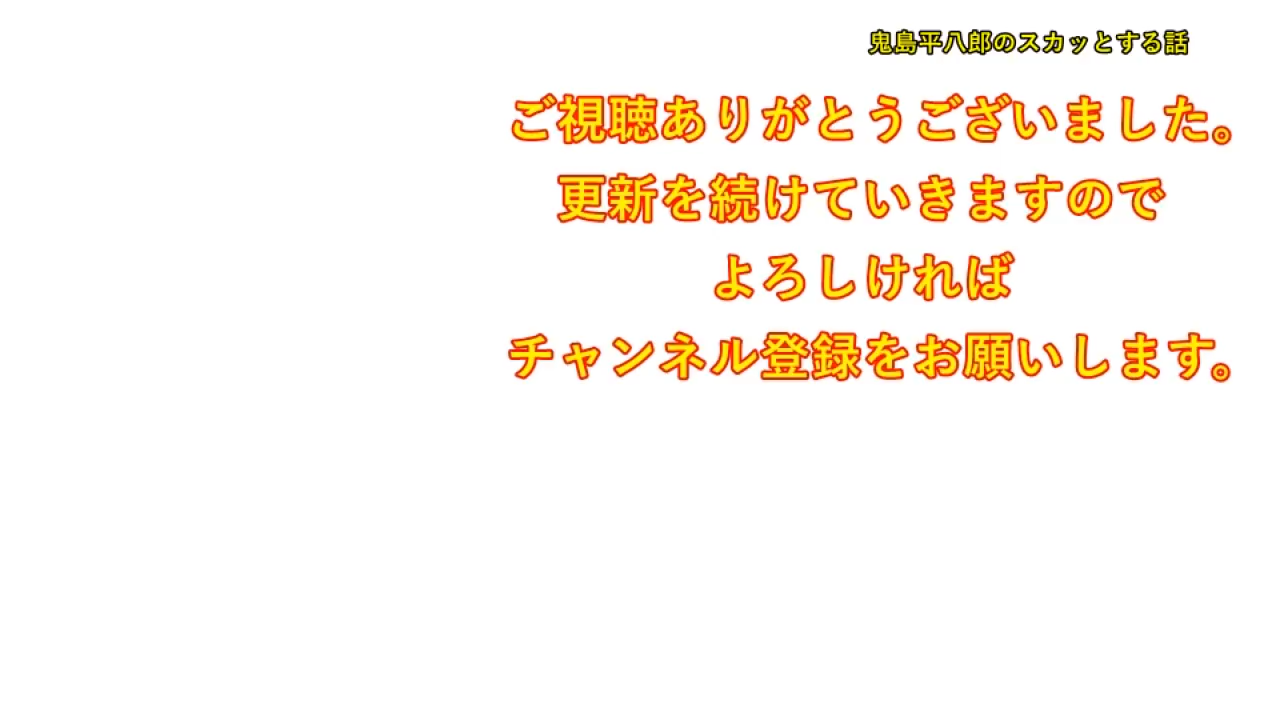 鬼島平八郎のスカッとする話
ご視聴ありがとうございました。
更新を続けていきますので
よろしければ
チャンネル登録をお願いします。